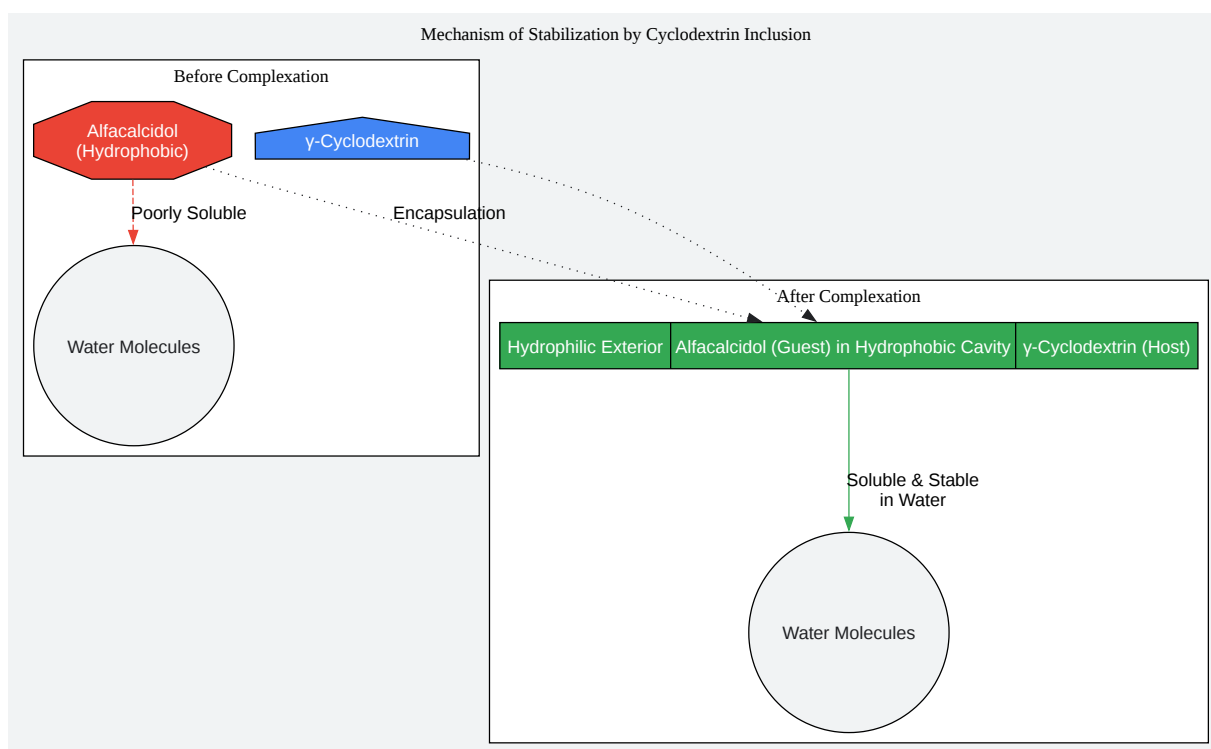 Mechanism of Stabilization by Cyclodextrin Inclusion
Before Complexation
Alfacalcidol
(Hydrophobic)
γ-Cyclodextrin
Poorly Soluble
Encapsulation
Water Molecules
After Complexation
Hydrophilic Exterior
Alfacalcidol (Guest) in Hydrophobic Cavity
γ-Cyclodextrin (Host)
Soluble & Stable
in Water
Water Molecules